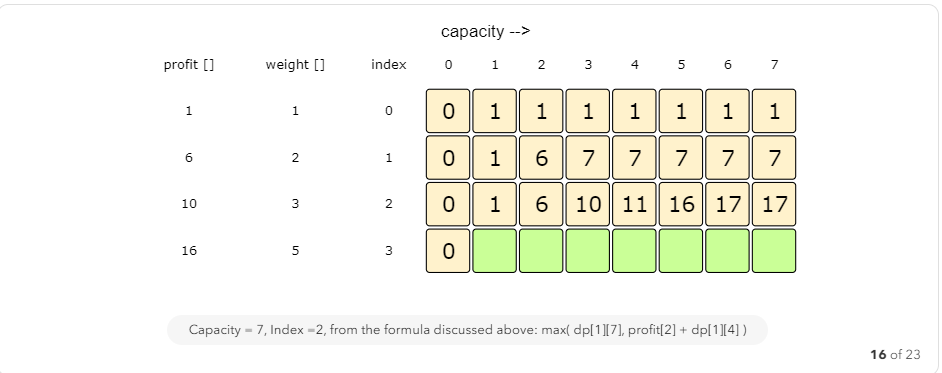 capacity -->
profit [] weight [] index 0 1 2 3 4 5 6 7
1 1 0 0 1 1 1 1 1 1 1
6 2 1 0 1 6 7 7 7 7 7
10 3 2 0 1 6 10 11 16 17 17
16 5 3 0
Capacity = 7, Index =2, from the formula discussed above: max( dp[1][7], profit[2] + dp[1][4] )
16 of 23